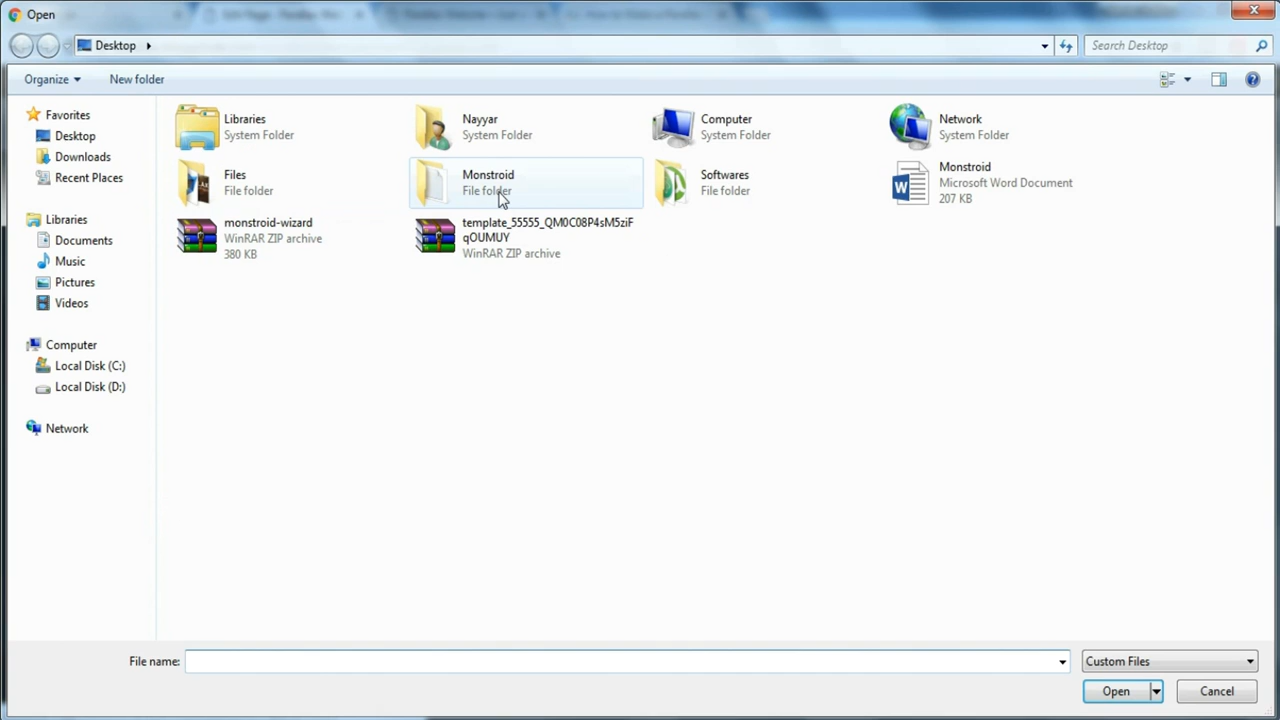 Open
Desktop
Search Desktop
Organize
New folder
Favorites
Desktop
Downloads
Recent Places
Libraries
Documents
Music
Pictures
Videos
Computer
Local Disk (C:)
Local Disk (D:)
Network
Libraries
System Folder
Nayyar
System Folder
Computer
System Folder
Network
System Folder
Files
File folder
Monstroid
File folder
Softwares
File folder
Monstroid
Microsoft Word Document
207 KB
monstroid-wizard
WinRAR ZIP archive
380 KB
template_55555_QM0C08P4sM5ziF
qOUMUY
WinRAR ZIP archive
File name:
Custom Files
Open
Cancel